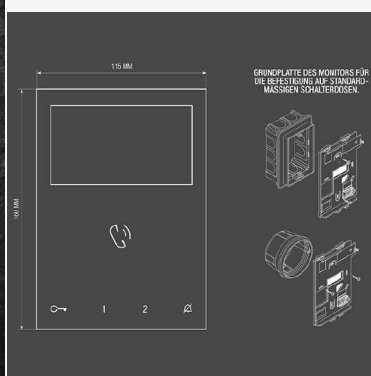 115 MM
GRUNDPLATTE DES MONITORS FÜR
DIE BEFESTIGUNG AUF STANDARD-
MÄSSIGEN SCHALTERDOSEN.
160 MM
1 2